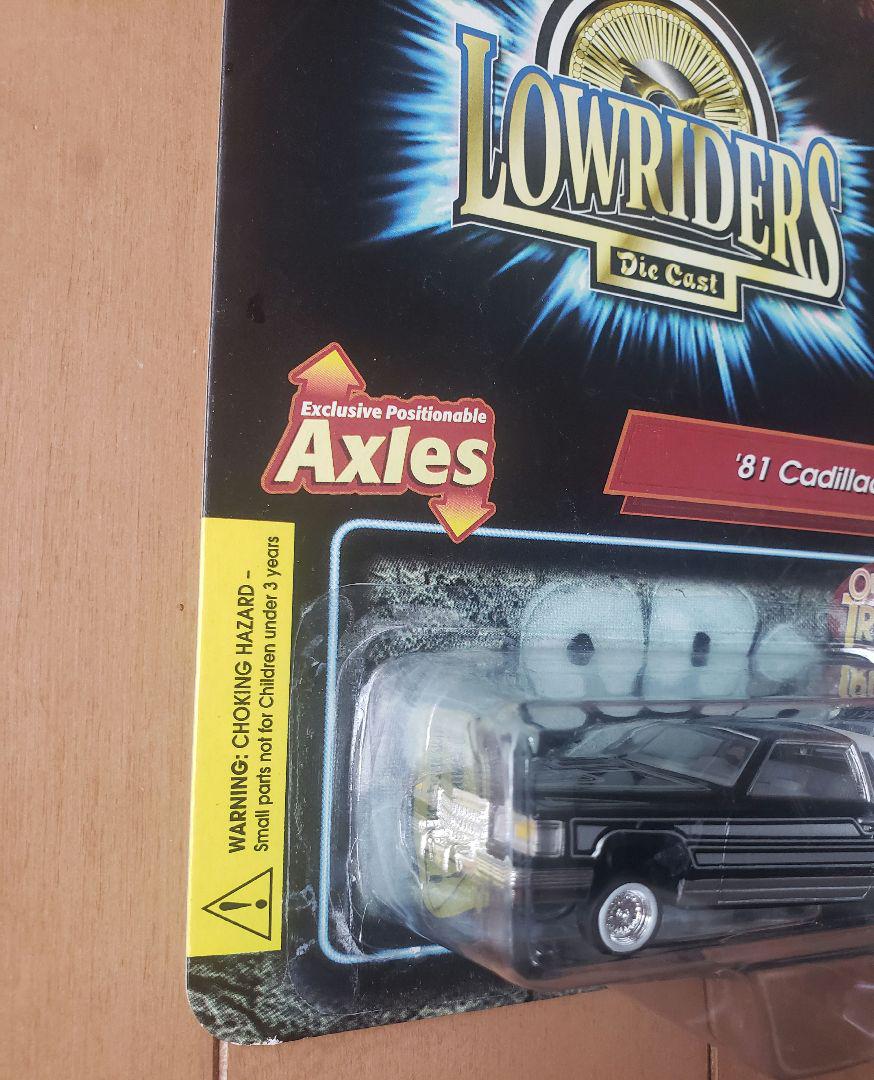 LOWRIDERS
Die Cast
Exclusive Positionable
Axles
'81 Cadillac
WARNING: CHOKING HAZARD –
Small parts not for Children under 3 years